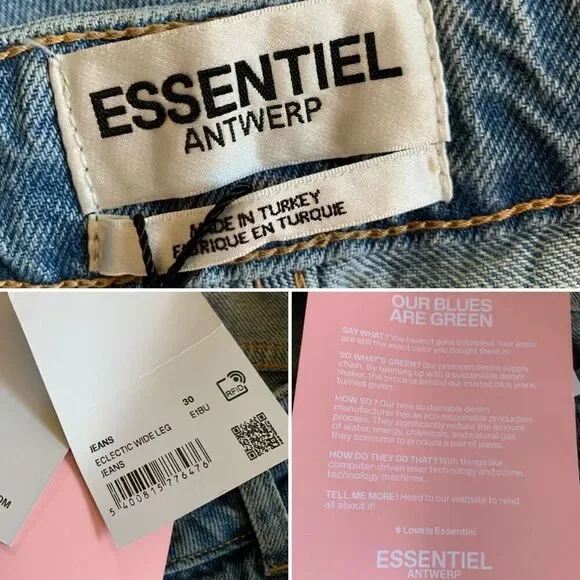 ESSENTIEL
ANTWERP
MADE IN TURKEY
FABRIQUE EN TURQUIE
30
E1BU
RFID
JEANS
ECLECTIC WIDE LEG
JEANS
5 400815 776476
OM
OUR BLUES
ARE GREEN
SAY WHAT? You haven't gone colorblind. Your jeans
are still the exact color you bought them in.
SO WHAT'S GREEN? Our premium denim supply
chain. By teaming up with a sustainable denim
maker, the process behind our trusted blue jeans
turned green.
HOW SO? Our new sustainable denim
manufacturer has an eco-responsible production
process. They significantly reduce the amount
of water, energy, chemicals, and natural gas
they consume to produce a pair of jeans.
HOW DO THEY DO THAT? With things like
computer-driven laser technology and ozone
technology machines.
TELL ME MORE! Head to our website to read
all about it.
# Love is Essentiel
ESSENTIEL
ANTWERP